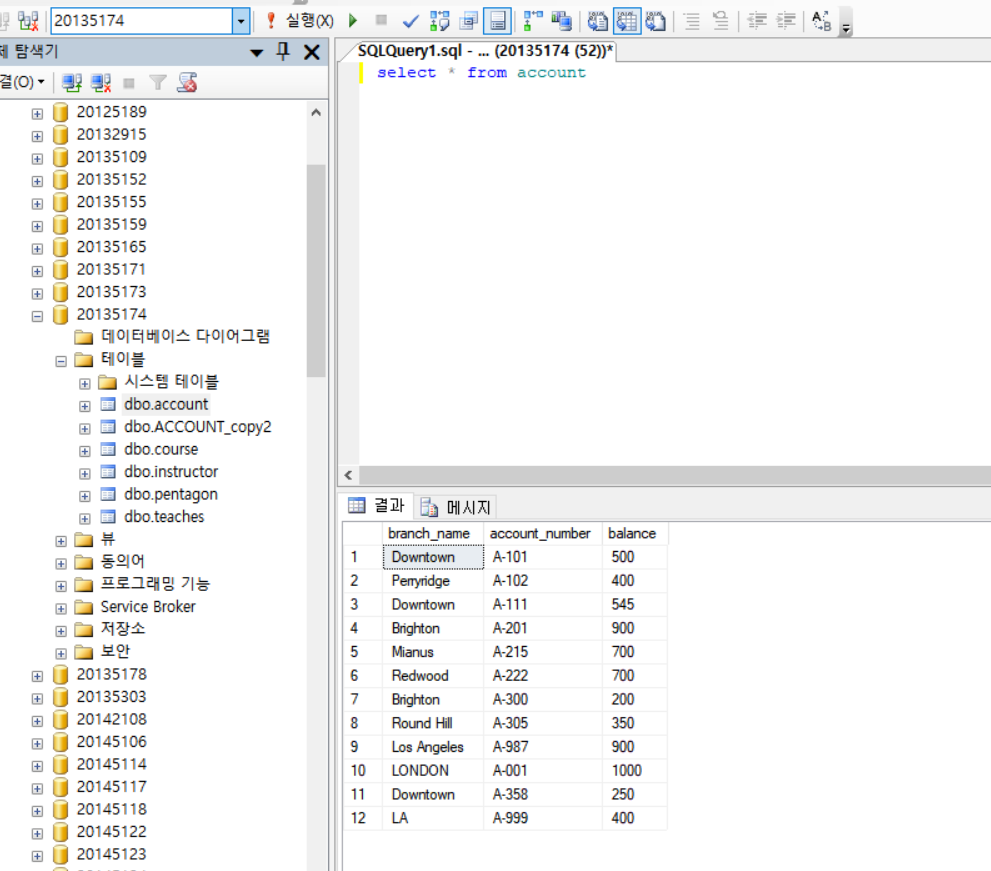 20135174 실행(X)
체 탐색기
결(O)
20125189
20132915
20135109
20135152
20135155
20135159
20135165
20135171
20135173
20135174
데이터베이스 다이어그램
테이블
시스템 테이블
dbo.account
dbo.ACCOUNT_copy2
dbo.course
dbo.instructor
dbo.pentagon
dbo.teaches
뷰
동의어
프로그래밍 기능
Service Broker
저장소
보안
20135178
20135303
20142108
20145106
20145114
20145117
20145118
20145122
20145123
SQLQuery1.sql - ... (20135174 (52))*
select * from account
결과 메시지
branch_name account_number balance
1 Downtown A-101 500
2 Perryridge A-102 400
3 Downtown A-111 545
4 Brighton A-201 900
5 Mianus A-215 700
6 Redwood A-222 700
7 Brighton A-300 200
8 Round Hill A-305 350
9 Los Angeles A-987 900
10 LONDON A-001 1000
11 Downtown A-358 250
12 LA A-999 400